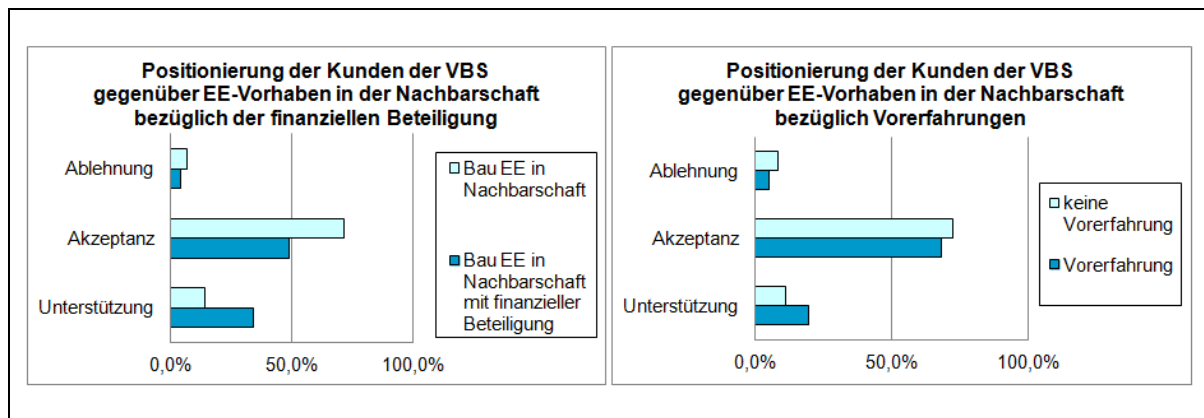 Positionierung der Kunden der VBS
gegenüber EE-Vorhaben in der Nachbarschaft
bezüglich der finanziellen Beteiligung
Ablehnung
Akzeptanz
Unterstützung
0,0%
50,0%
100,0%
Bau EE in
Nachbarschaft
Bau EE in
Nachbarschaft
mit finanzieller
Beteiligung
Positionierung der Kunden der VBS
gegenüber EE-Vorhaben in der Nachbarschaft
bezüglich Vorerfahrungen
Ablehnung
Akzeptanz
Unterstützung
0,0%
50,0%
100,0%
keine
Vorerfahrung
Vorerfahrung